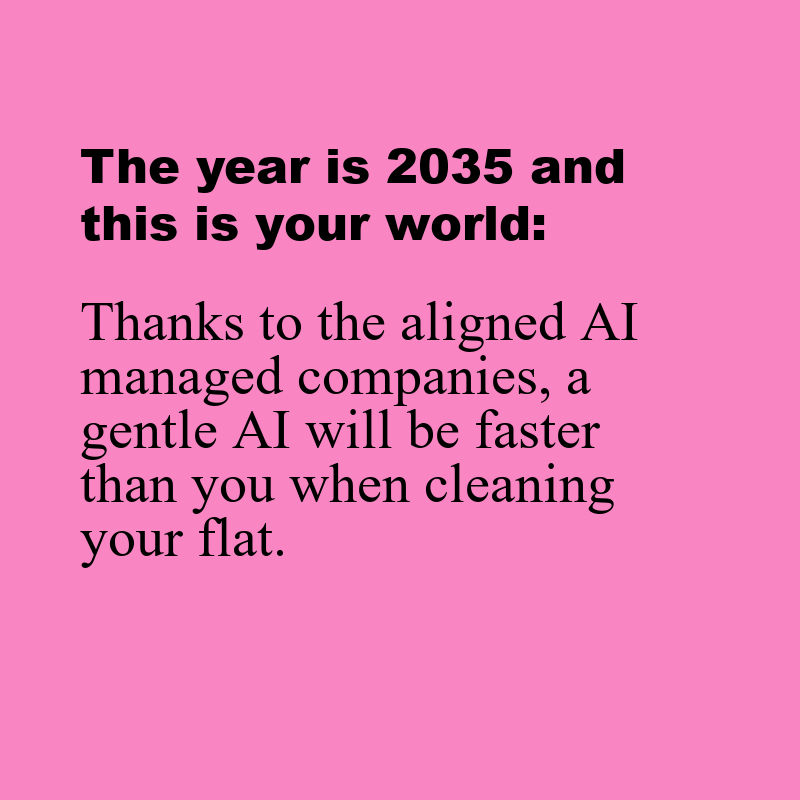 The year is 2035 and
this is your world:
Thanks to the aligned AI
managed companies, a
gentle AI will be faster
than you when cleaning
your flat.